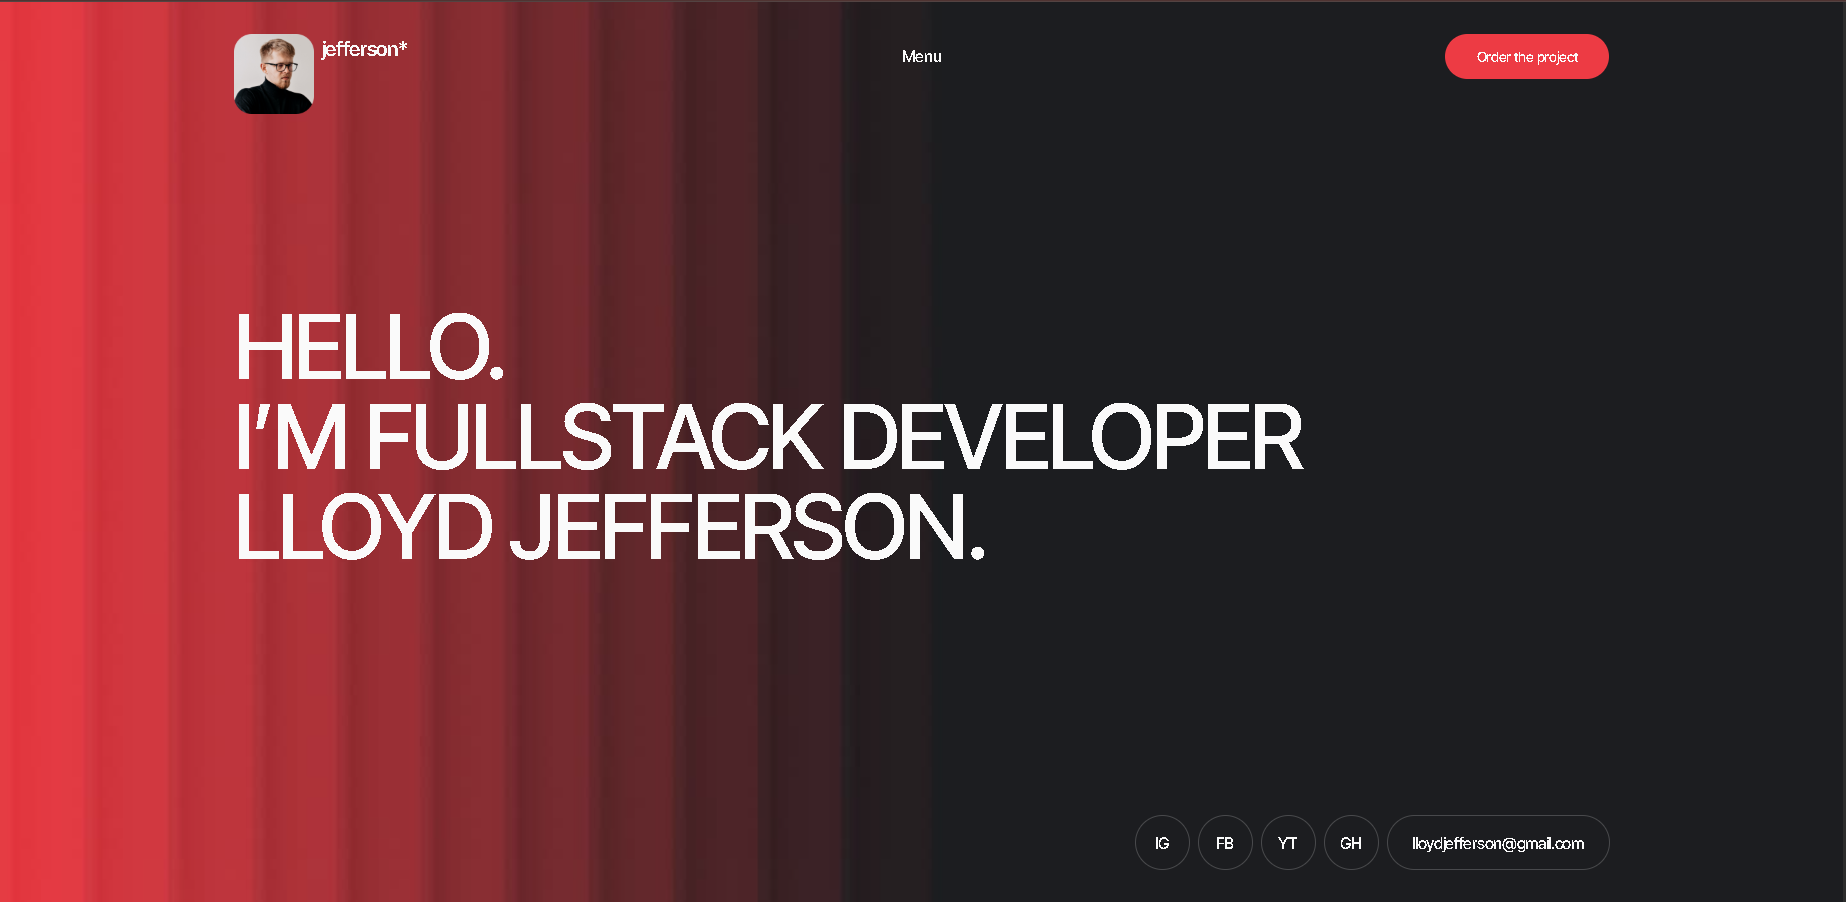 jefferson*
Menu
Order the project
HELLO.
I’M FULLSTACK DEVELOPER
LLOYD JEFFERSON.
IG
FB
YT
GH
lloydjefferson@gmail.com